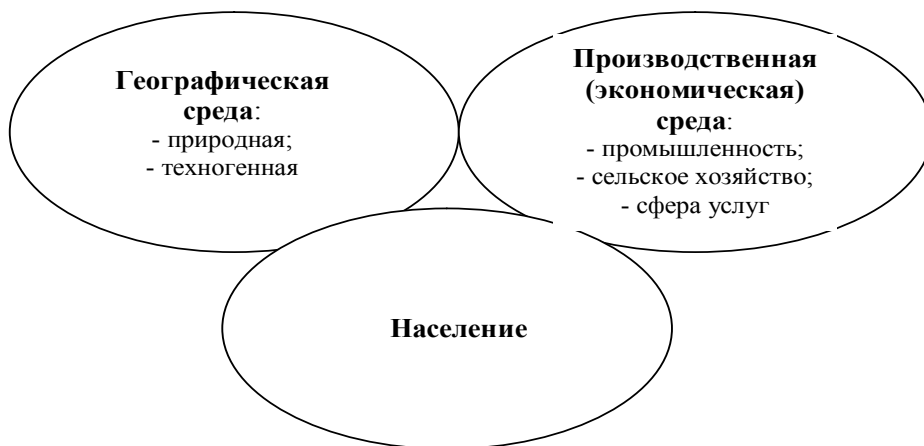 Географическая
среда:
- природная;
- техногенная
Производственная
(экономическая)
среда:
- промышленность;
- сельское хозяйство;
- сфера услуг
Население